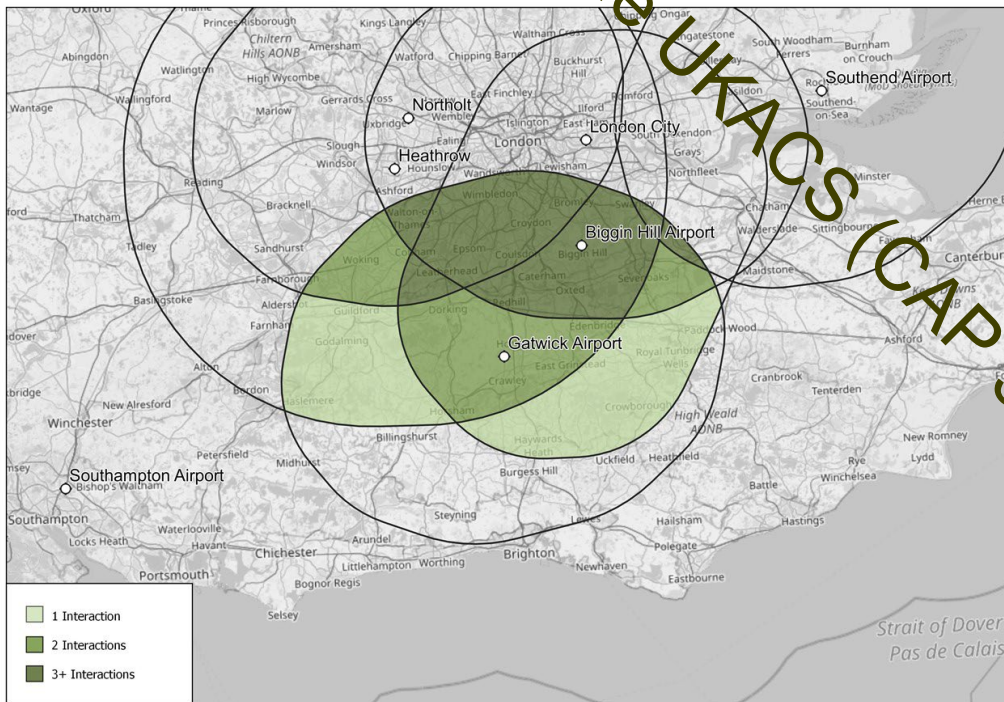 Oxford
Princes Risborough
Kings Langley
Chipping Ongar
Waltham Cross
Ingatestone
South Woodham
Ferrers
Burnham
on Crouch
Abingdon
Chiltern
Hills AONB
Amersham
Watford
Chipping Barnet
Buckhurst
Hill
Watlington
High Wycombe
Southend Airport
Southend-
on-Sea
Wantage
Wallingford
Marlow
Gerrards Cross
East Finchley
Romford
Northolt
Wembley
Uxbridge
Ilford
Islington
London City
South Ockendon
Slough
Ealing
London
Grays
Windsor
Heathrow
Hounslow
Lewisham
Northfleet
Minster
Reading
Ashford
Wimbledon
Bromley
Swanley
Chatham
Bracknell
Walton-on-
Thames
Croydon
Walderslade
Sittingbourne
Herne B
Thatcham
Biggin Hill Airport
Biggin Hill
Faversham
Tadley
Sandhurst
Woking
Cobham
Epsom
Coulsdon
Canterbur
Farnborough
Leatherhead
Caterham
Sevenoaks
Maidstone
Kent Downs
AONB
Basingstoke
Aldershot
Guildford
Dorking
Redhill
Oxted
Farnham
Edenbridge
Paddock Wood
Ashford
Godalming
Gatwick Airport
Royal Tunbridge
Wells
Alton
East Grinstead
Crawley
Cranbrook
Tenterden
Bordon
Haslemere
Horsham
Crowborough
New Alresford
High Weald
AONB
Winchester
Billingshurst
Haywards
Heath
New Romney
Petersfield
Midhurst
Uckfield
Heathfield
Lydd
Burgess Hill
Rye
Winchelsea
Southampton Airport
Bishop's Waltham
Battle
Steyning
Lewes
Hailsham
Hastings
Southampton
Waterlooville
Locks Heath
Havant
Chichester
Arundel
Brighton
Polegate
Littlehampton
Worthing
Newhaven
Portsmouth
Bognor Regis
Eastbourne
Selsey
Strait of Dover
Pas de Calais
1 Interaction
2 Interactions
3+ Interactions
e UKACS (CAP